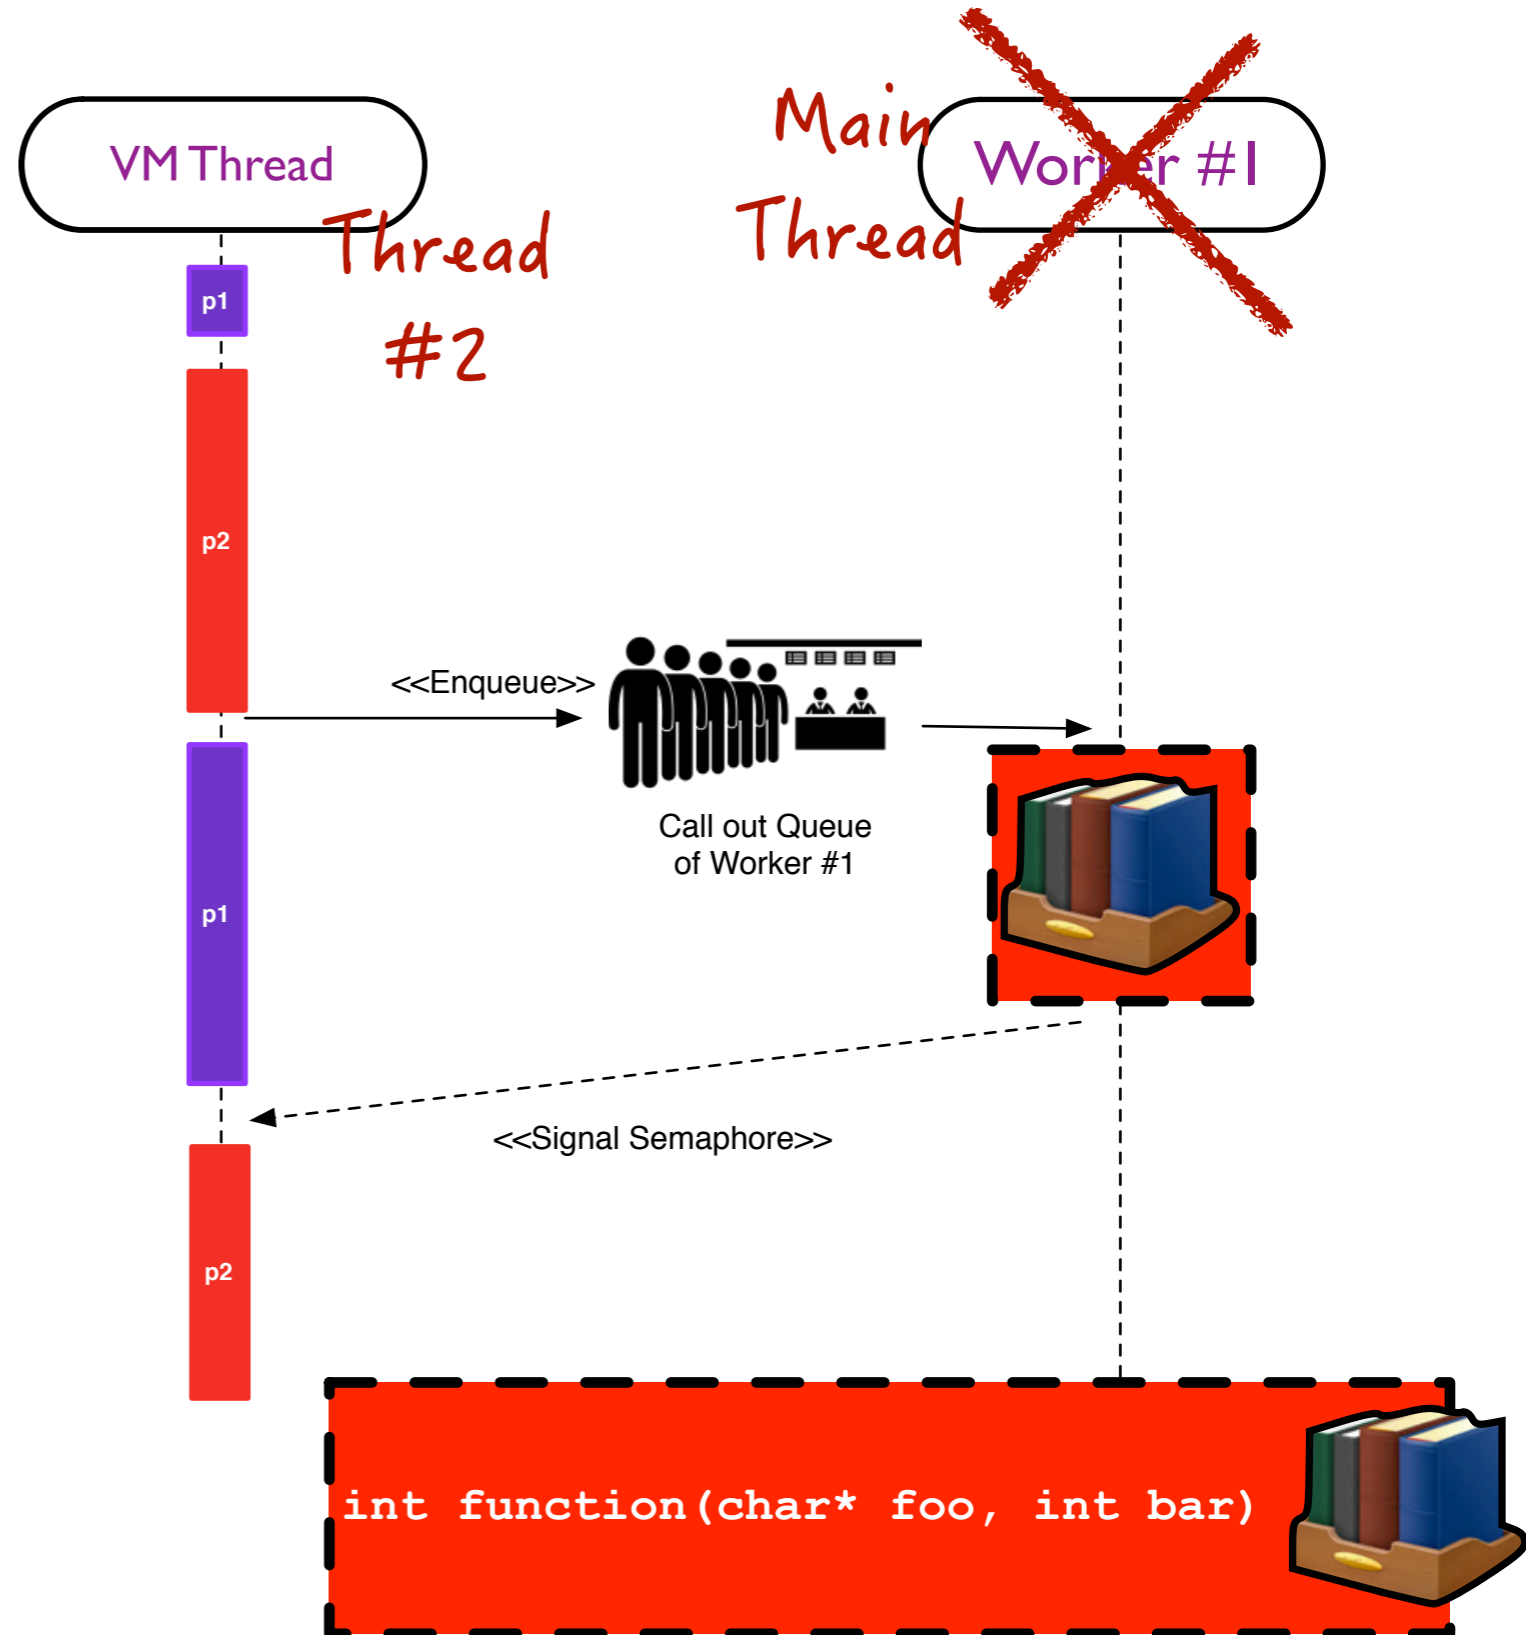 VM Thread
Thread
#2
Main
Thread
Worker #1
p1
p2
<<Enqueue>>
Call out Queue
of Worker #1
p1
<<Signal Semaphore>>
p2
int function(char* foo, int bar)